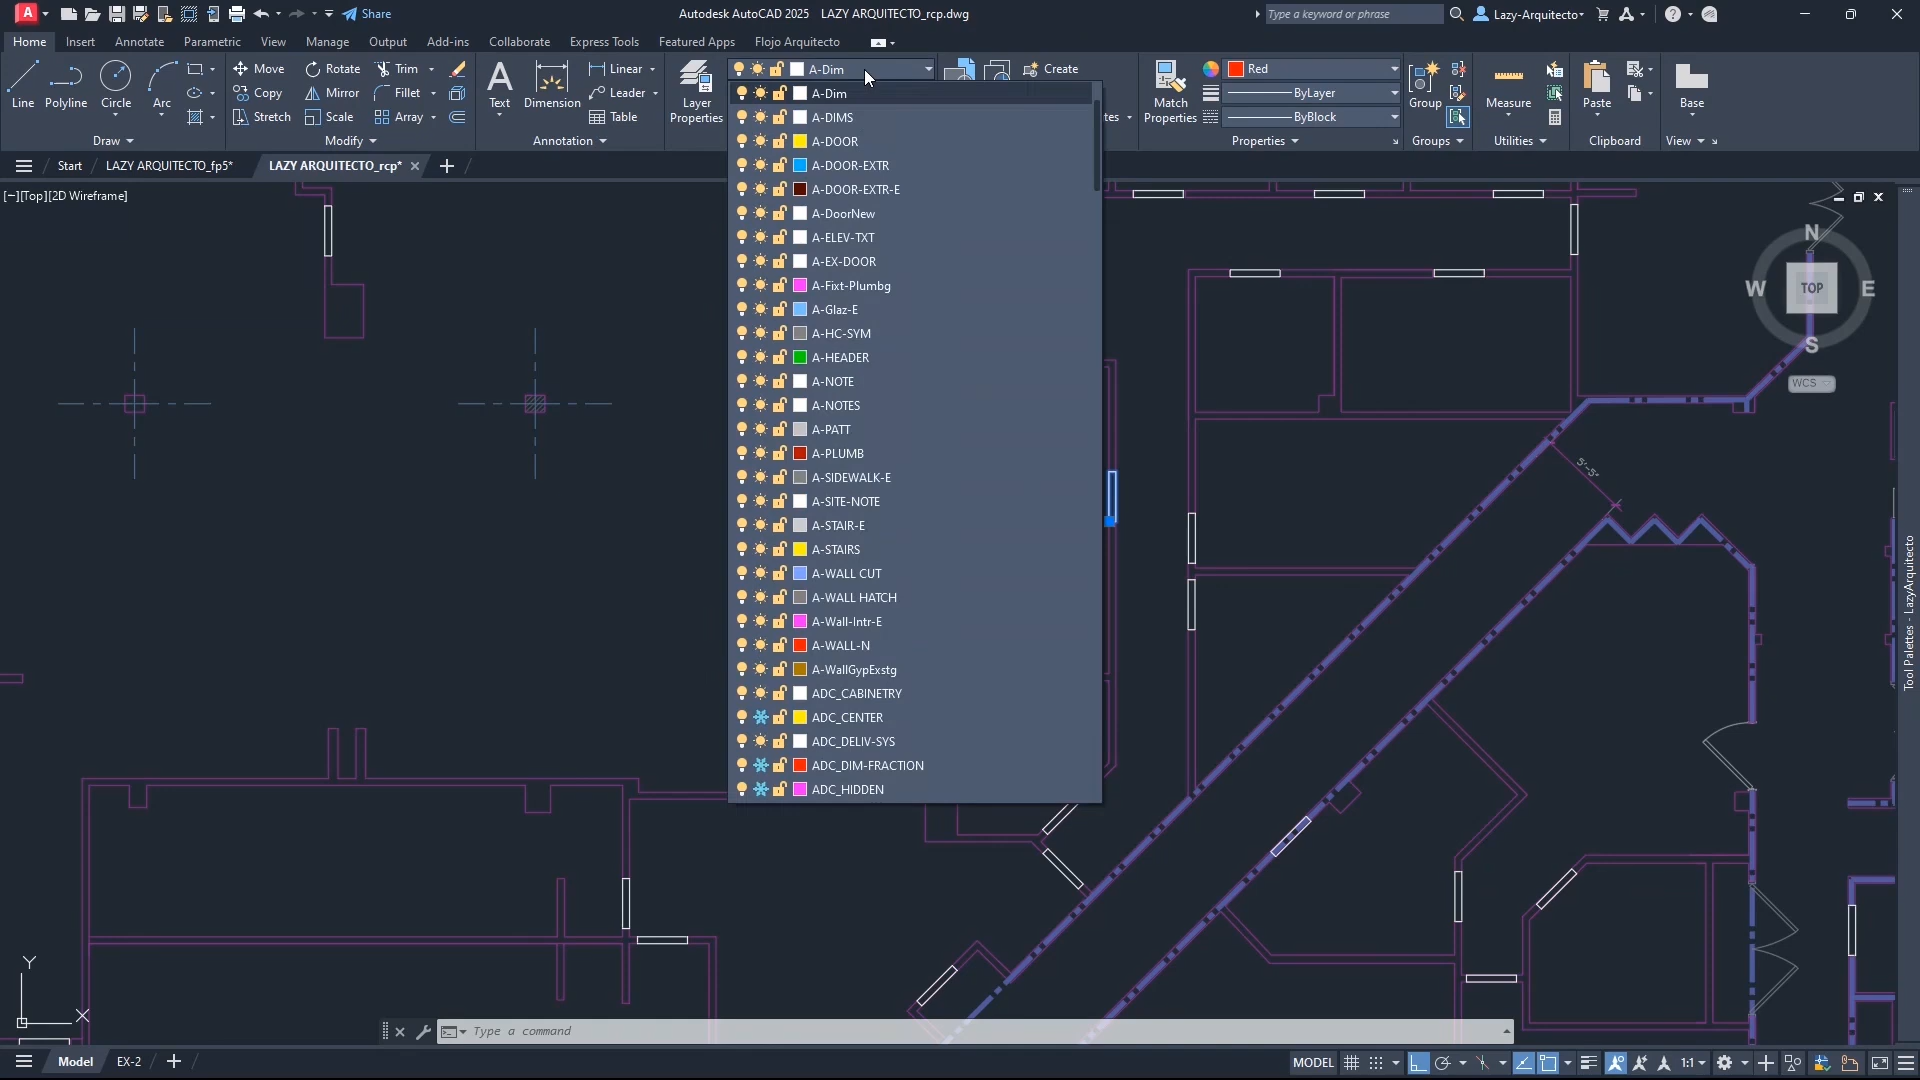 A
Share
Autodesk AutoCAD 2025 LAZY ARQUITECTO_rcp.dwg
Type a keyword or phrase
Lazy-Arquitecto
Home Insert Annotate Parametric View Manage Output Add-ins Collaborate Express Tools Featured Apps Flojo Arquitecto
Line Polyline Circle Arc
Move Rotate Trim
Copy Mirror Fillet
Stretch Scale Array
Text Dimension
Linear
Leader
Table
Layer Properties
A-Dim
Create
Match Properties
Red
ByLayer
ByBlock
Group
Measure
Paste
Base
Draw Modify Annotation Properties Groups Utilities Clipboard View
Start LAZY ARQUITECTO_fp5* LAZY ARQUITECTO_rcp*
[−][Top][2D Wireframe]
A-Dim
A-DIMS
A-DOOR
A-DOOR-EXTR
A-DOOR-EXTR-E
A-DoorNew
A-ELEV-TXT
A-EX-DOOR
A-Fixt-Plumbg
A-Glaz-E
A-HC-SYM
A-HEADER
A-NOTE
A-NOTES
A-PATT
A-PLUMB
A-SIDEWALK-E
A-SITE-NOTE
A-STAIR-E
A-STAIRS
A-WALL CUT
A-WALL HATCH
A-Wall-Intr-E
A-WALL-N
A-WallGypExstg
ADC_CABINETRY
ADC_CENTER
ADC_DELIV-SYS
ADC_DIM-FRACTION
ADC_HIDDEN
N
W TOP E
S
WCS
5'-5"
Tool Palettes - LazyArquitecto
Y
X
Type a command
Model EX-2
MODEL
1:1